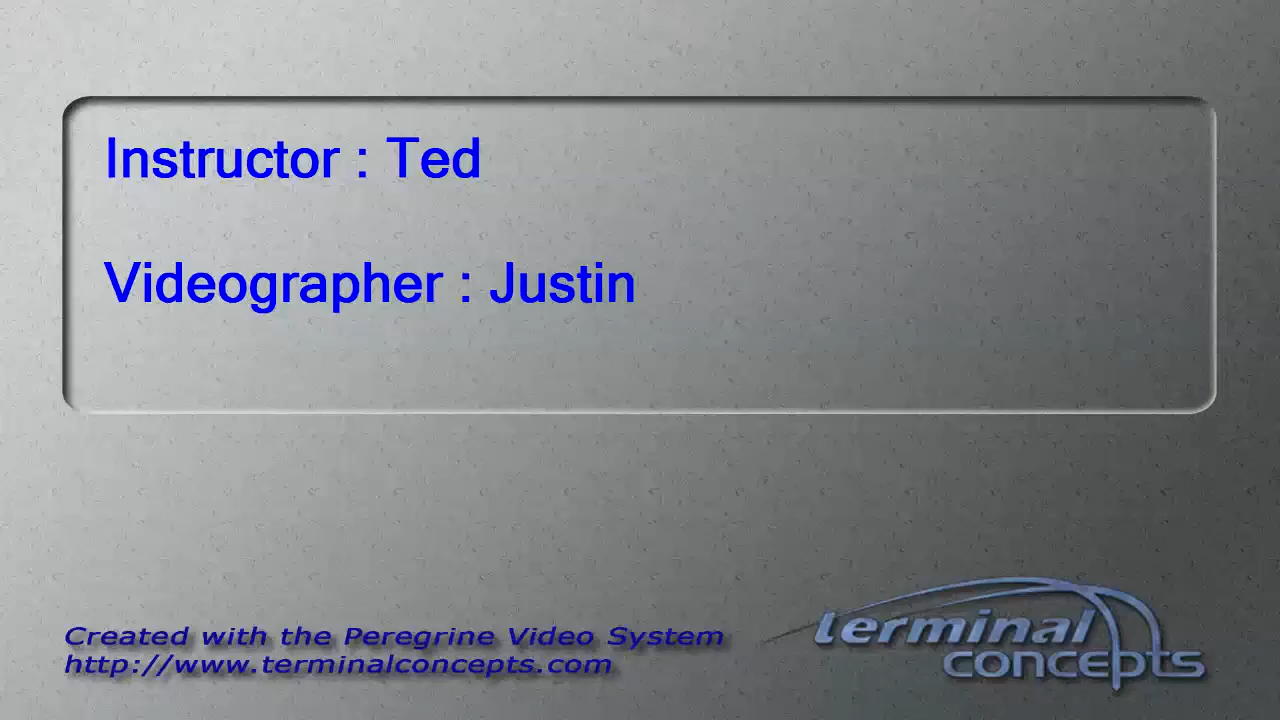 Instructor : Ted
Videographer : Justin
Created with the Peregrine Video System
http://www.terminalconcepts.com
terminal
concepts